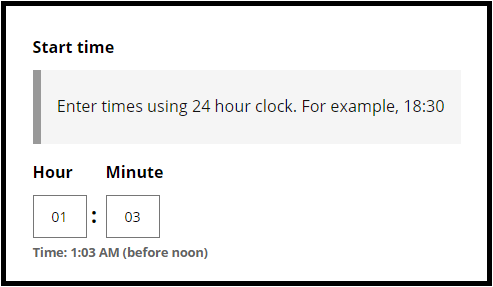 Start time
Enter times using 24 hour clock. For example, 18:30
Hour Minute
01 : 03
Time: 1:03 AM (before noon)